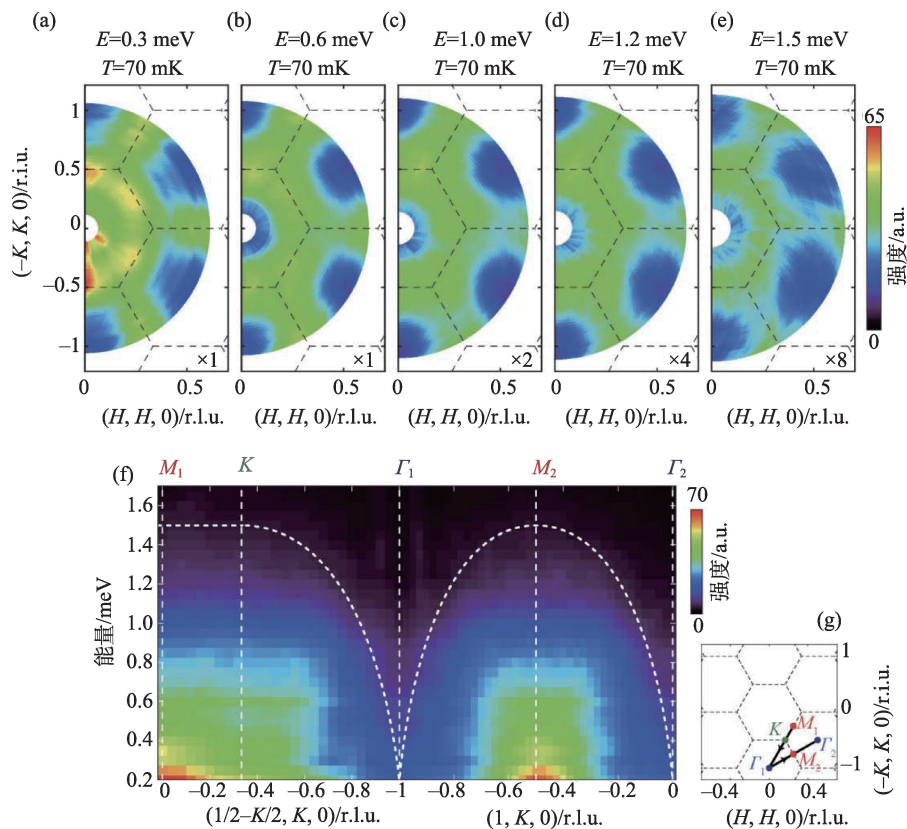 (a) (b) (c) (d) (e)
E=0.3 meV E=0.6 meV E=1.0 meV E=1.2 meV E=1.5 meV
T=70 mK T=70 mK T=70 mK T=70 mK T=70 mK
(−K, K, 0)/r.i.u.
1
0.5
0
−0.5
−1
×1 ×1 ×2 ×4 ×8
0 0.5 0 0.5 0 0.5 0 0.5 0 0.5
(H, H, 0)/r.l.u. (H, H, 0)/r.l.u. (H, H, 0)/r.l.u. (H, H, 0)/r.l.u. (H, H, 0)/r.l.u.
65
强度/a.u.
0
(f)
M1 K Γ1 M2 Γ2
能量/meV
1.6
1.4
1.2
1.0
0.8
0.6
0.4
0.2
0 −0.2 −0.4 −0.6 −0.8 −1 −0.8 −0.6 −0.4 −0.2 0
(1/2−K/2, K, 0)/r.l.u. (1, K, 0)/r.l.u.
70
强度/a.u.
0
(g)
1
0
−1
(−K, K, 0)/r.i.u.
K M1
Γ2
Γ1 M2
−0.4 0 0.4
(H, H, 0)/r.l.u.